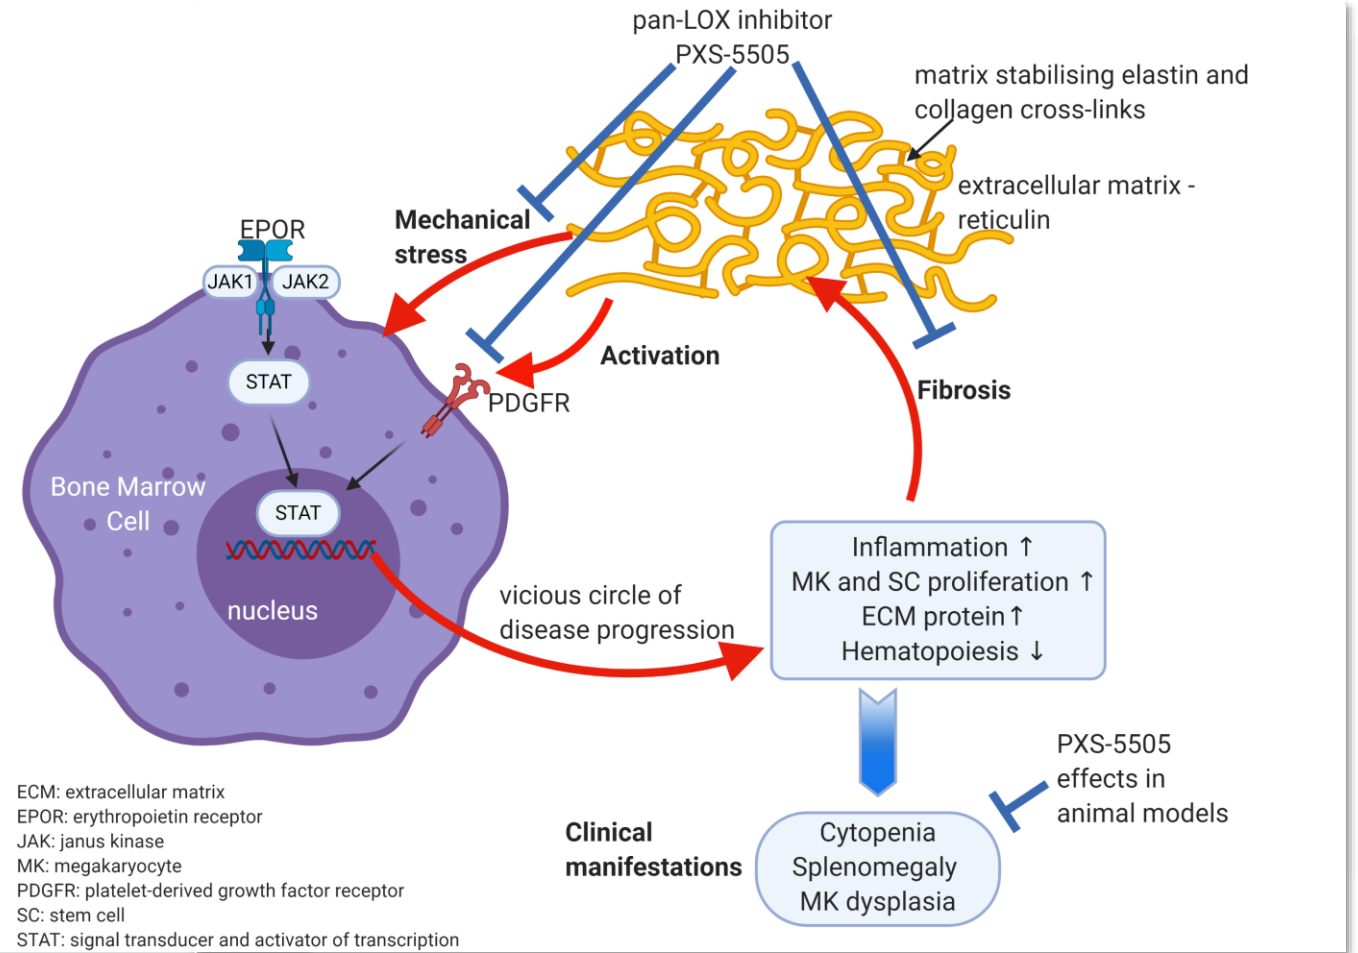 pan-LOX inhibitor
PXS-5505
matrix stabilising elastin and
collagen cross-links
extracellular matrix -
reticulin
Mechanical
stress
EPOR
JAK1
JAK2
STAT
Activation
PDGFR
Fibrosis
Bone Marrow
Cell
STAT
nucleus
vicious circle of
disease progression
Inflammation ↑
MK and SC proliferation ↑
ECM protein↑
Hematopoiesis ↓
PXS-5505
effects in
animal models
Clinical
manifestations
Cytopenia
Splenomegaly
MK dysplasia
ECM: extracellular matrix
EPOR: erythropoietin receptor
JAK: janus kinase
MK: megakaryocyte
PDGFR: platelet-derived growth factor receptor
SC: stem cell
STAT: signal transducer and activator of transcription